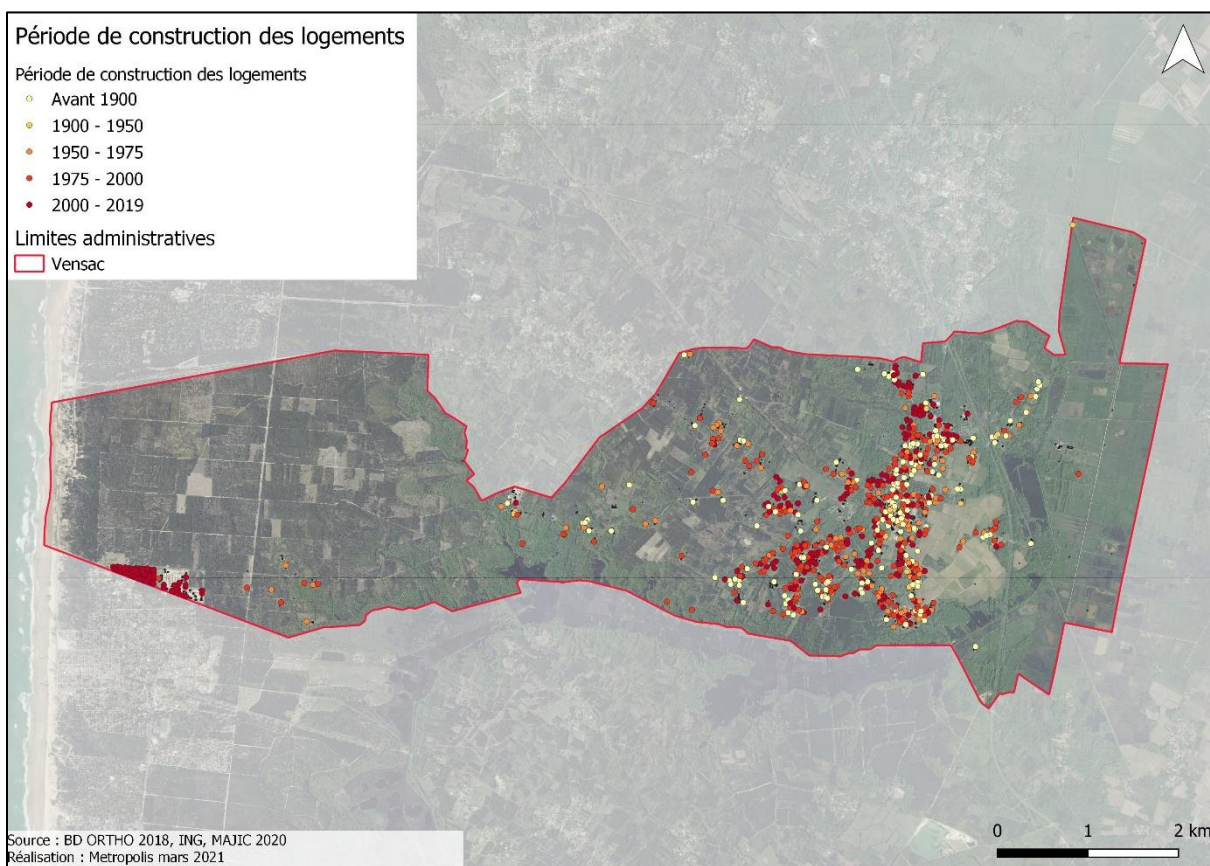 Période de construction des logements
Période de construction des logements
Avant 1900
1900 - 1950
1950 - 1975
1975 - 2000
2000 - 2019
Limites administratives
Vensac
0 1 2 km
Source : BD ORTHO 2018, ING, MAJIC 2020
Réalisation : Metropolis mars 2021